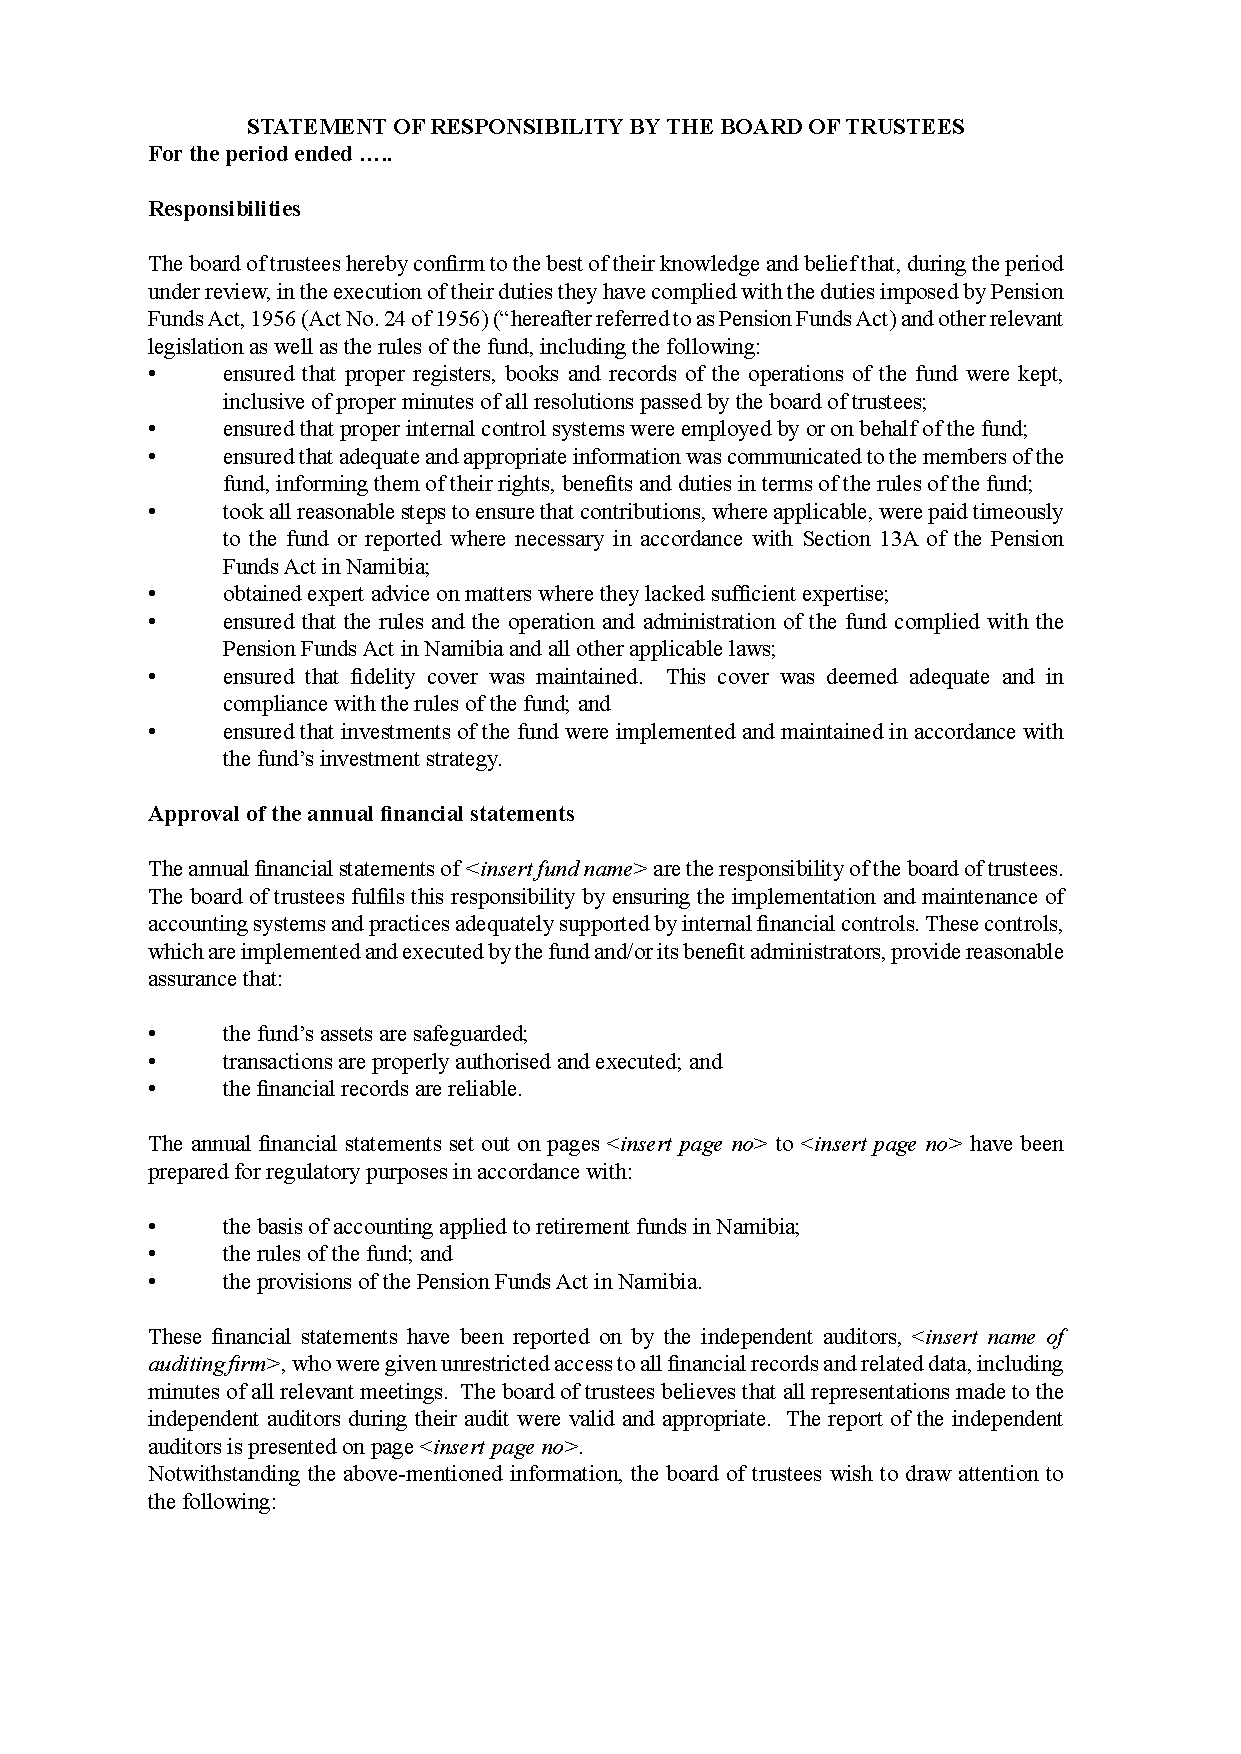 STATEMENT OF RESPONSIBILITY BY THE BOARD OF TRUSTEES
For the period ended …..
Responsibilities
The board of trustees hereby confirm to the best of their knowledge and belief that, during the period
under review, in the execution of their duties they have complied with the duties imposed by Pension
Funds Act, 1956 (Act No. 24 of 1956) (“hereafter referred to as Pension Funds Act) and other relevant
legislation as well as the rules of the fund, including the following:
• ensured that proper registers, books and records of the operations of the fund were kept,
inclusive of proper minutes of all resolutions passed by the board of trustees;
• ensured that proper internal control systems were employed by or on behalf of the fund;
• ensured that adequate and appropriate information was communicated to the members of the
fund, informing them of their rights, benefits and duties in terms of the rules of the fund;
• took all reasonable steps to ensure that contributions, where applicable, were paid timeously
to the fund or reported where necessary in accordance with Section 13A of the Pension
Funds Act in Namibia;
• obtained expert advice on matters where they lacked sufficient expertise;
• ensured that the rules and the operation and administration of the fund complied with the
Pension Funds Act in Namibia and all other applicable laws;
• ensured that fidelity cover was maintained. This cover was deemed adequate and in
compliance with the rules of the fund; and
• ensured that investments of the fund were implemented and maintained in accordance with
the fund’s investment strategy.
Approval of the annual financial statements
The annual financial statements of <insert fund name> are the responsibility of the board of trustees.
The board of trustees fulfils this responsibility by ensuring the implementation and maintenance of
accounting systems and practices adequately supported by internal financial controls. These controls,
which are implemented and executed by the fund and/or its benefit administrators, provide reasonable
assurance that:
• the fund’s assets are safeguarded;
• transactions are properly authorised and executed; and
• the financial records are reliable.
The annual financial statements set out on pages <insert page no> to <insert page no> have been
prepared for regulatory purposes in accordance with:
• the basis of accounting applied to retirement funds in Namibia;
• the rules of the fund; and
• the provisions of the Pension Funds Act in Namibia.
These financial statements have been reported on by the independent auditors, <insert name of
auditing firm>, who were given unrestricted access to all financial records and related data, including
minutes of all relevant meetings. The board of trustees believes that all representations made to the
independent auditors during their audit were valid and appropriate. The report of the independent
auditors is presented on page <insert page no>.
Notwithstanding the above-mentioned information, the board of trustees wish to draw attention to
the following: